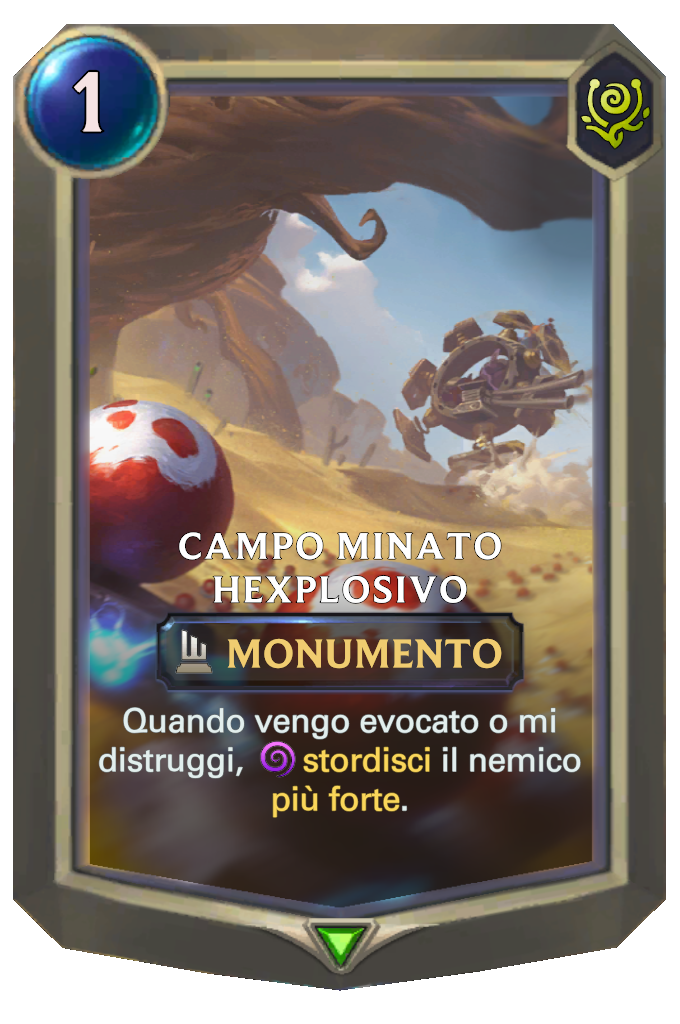 1
CAMPO MINATO
HEXPLOSIVO
MONUMENTO
Quando vengo evocato o mi
distruggi, stordisci il nemico
più forte.